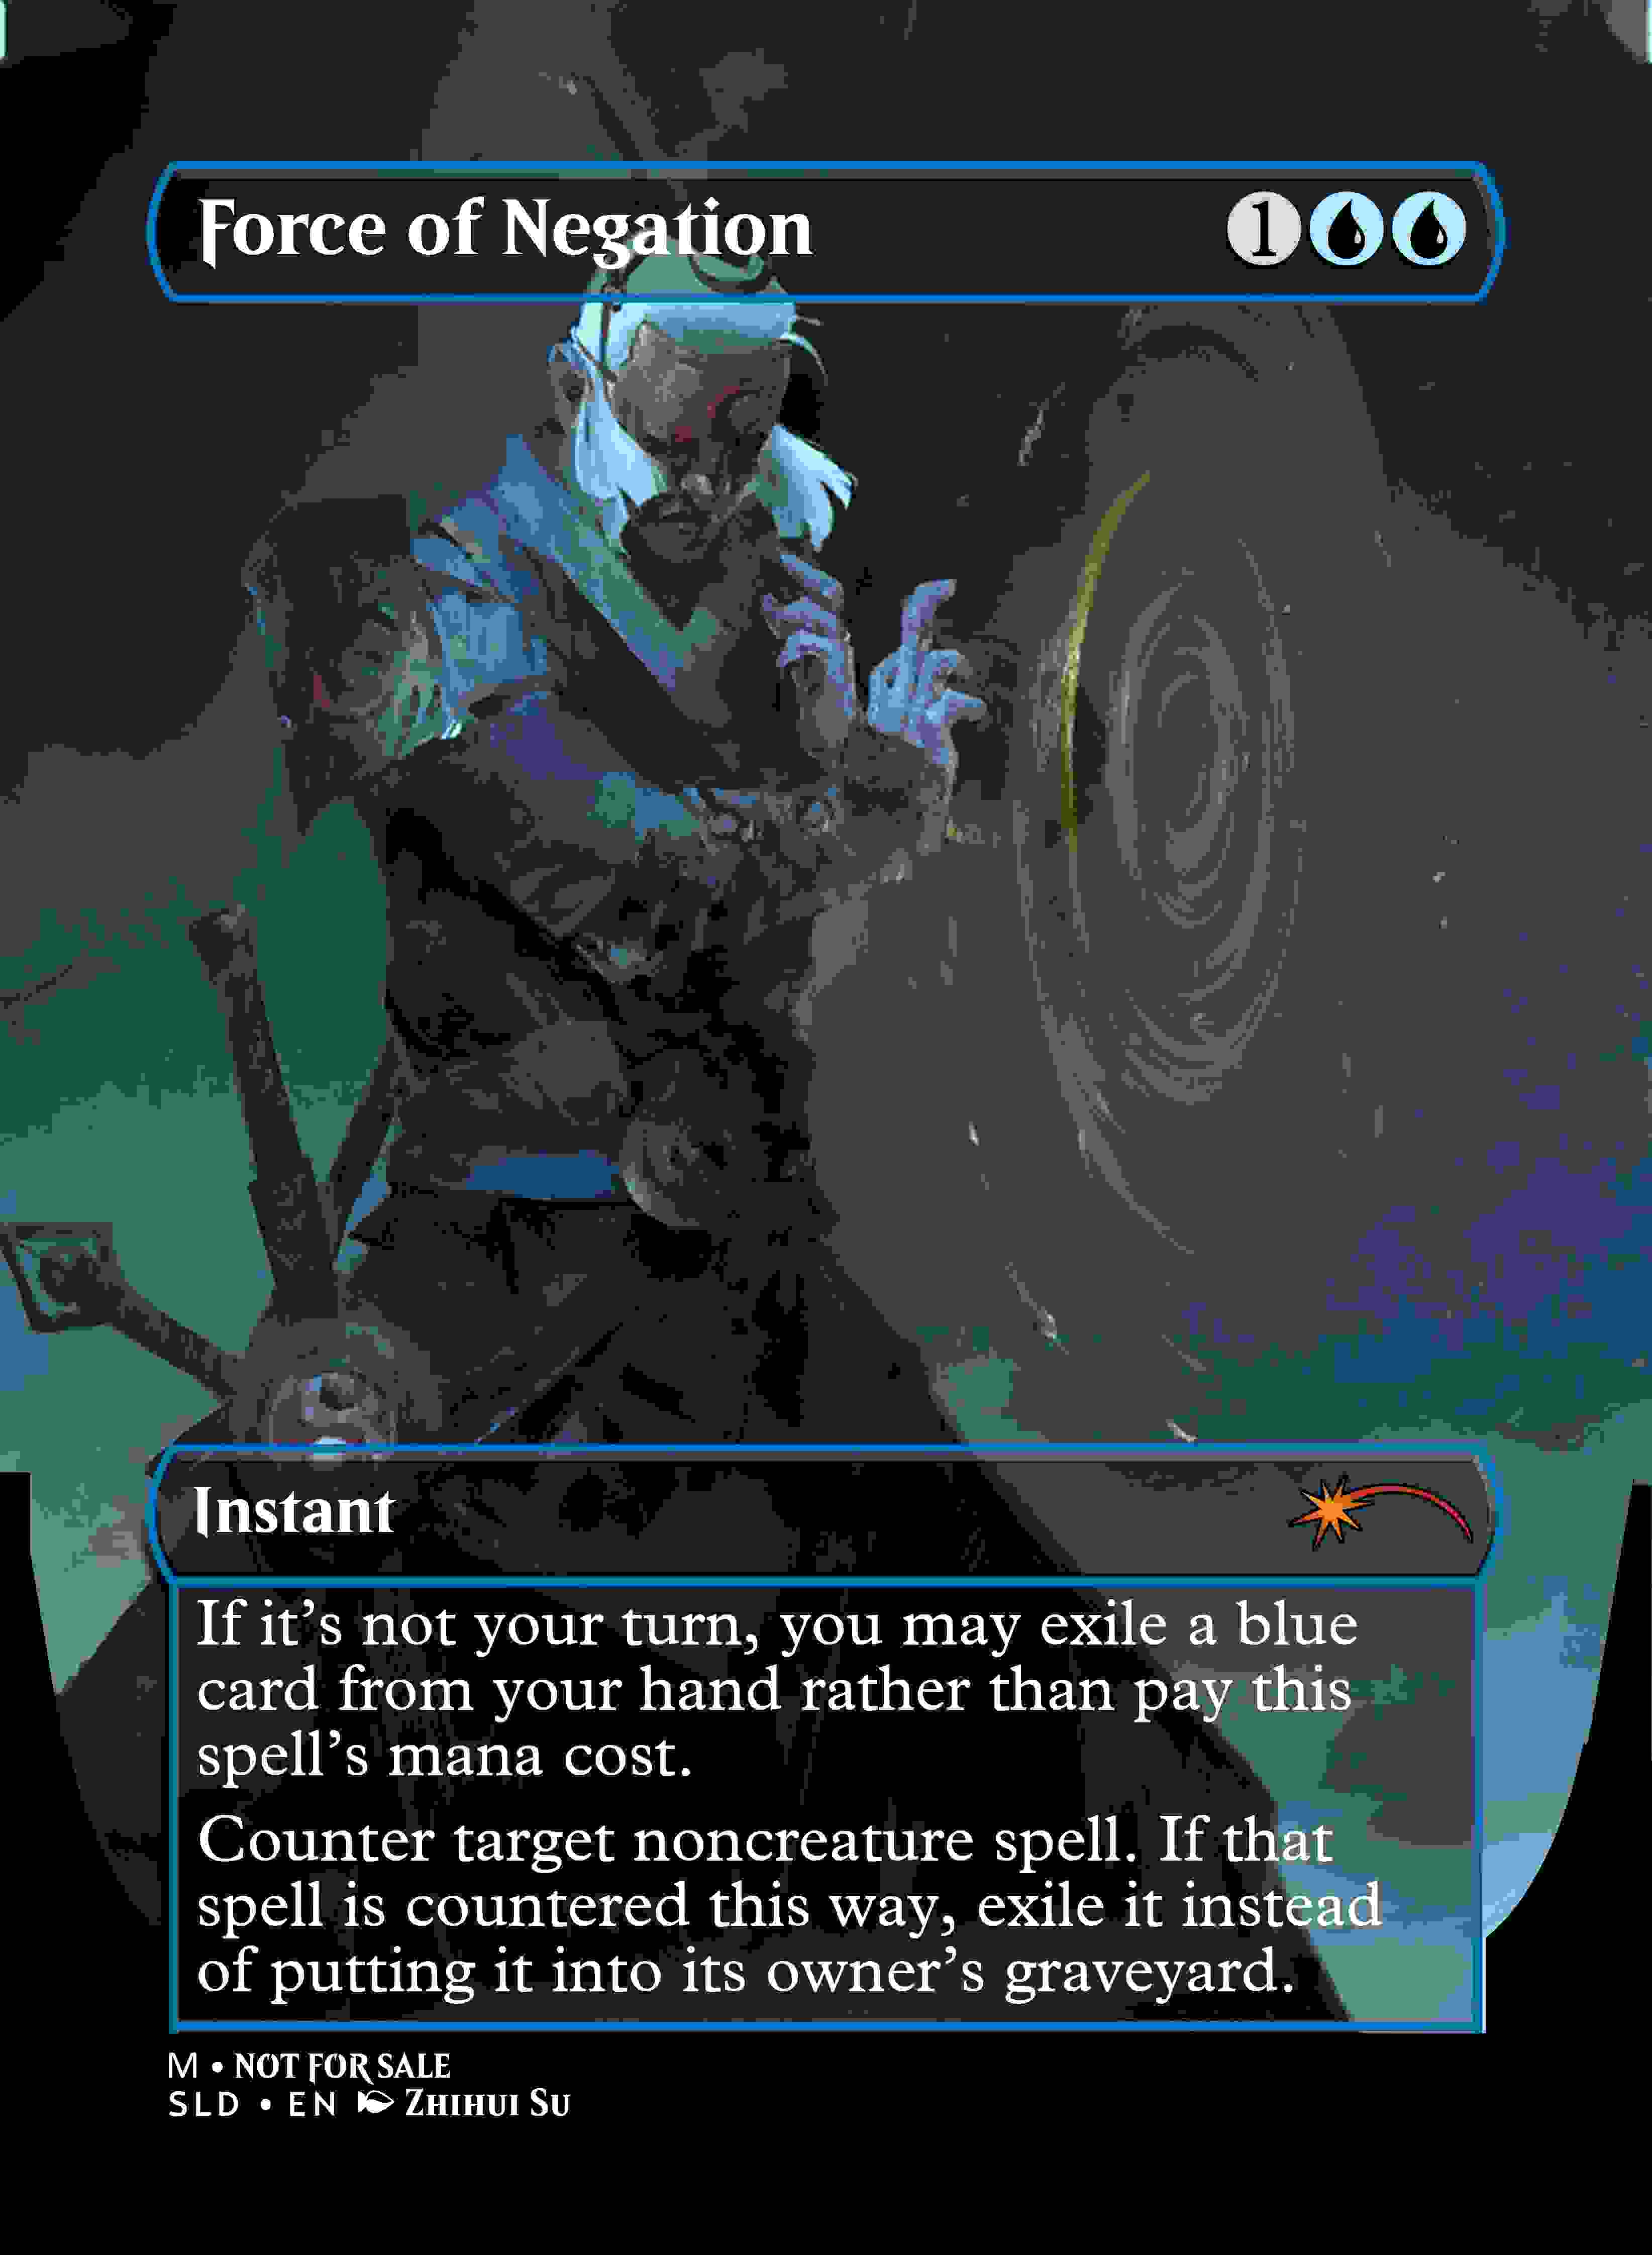 Force of Negation 1
Instant
If it’s not your turn, you may exile a blue
card from your hand rather than pay this
spell’s mana cost.
Counter target noncreature spell. If that
spell is countered this way, exile it instead
of putting it into its owner’s graveyard.
M • NOT FOR SALE
SLD • EN ZHIHUI SU